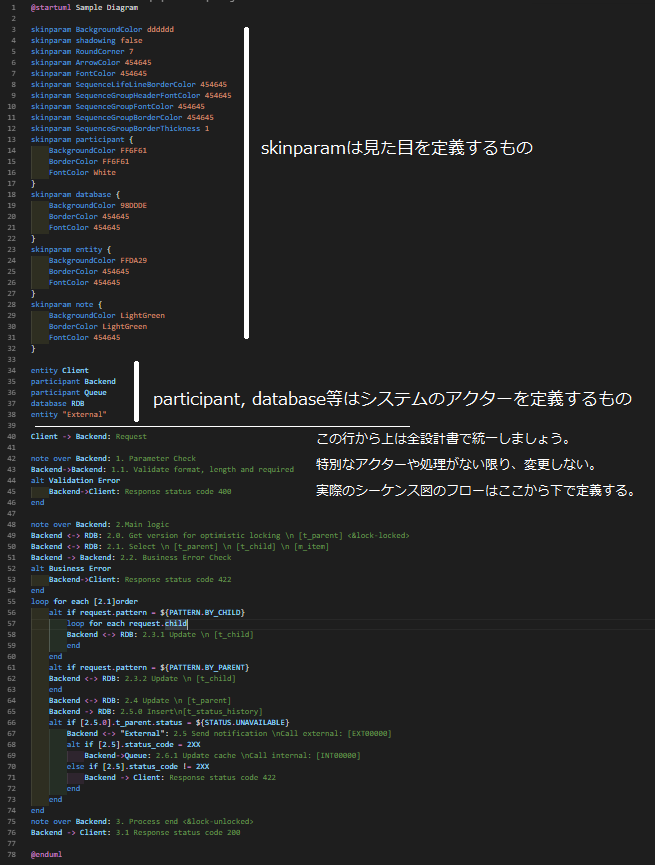 1 @startuml Sample Diagram
2
3 skinparam BackgroundColor dddddd
4 skinparam shadowing false
5 skinparam RoundCorner 7
6 skinparam ArrowColor 454645
7 skinparam FontColor 454645
8 skinparam SequenceLifeLineBorderColor 454645
9 skinparam SequenceGroupHeaderFontColor 454645
10 skinparam SequenceGroupFontColor 454645
11 skinparam SequenceGroupBorderColor 454645
12 skinparam SequenceGroupBorderThickness 1
13 skinparam participant {
14 BackgroundColor FF6F61
skinparamは見た目を定義するもの
15 BorderColor FF6F61
16 FontColor White
17 }
18 skinparam database {
19 BackgroundColor 98DDDE
20 BorderColor 454645
21 FontColor 454645
22 }
23 skinparam entity {
24 BackgroundColor FFDA29
25 BorderColor 454645
26 FontColor 454645
27 }
28 skinparam note {
29 BackgroundColor LightGreen
30 BorderColor LightGreen
31 FontColor 454645
32 }
33
34 entity Client
35 participant Backend
36 participant Queue
participant, database等はシステムのアクターを定義するもの
37 database RDB
38 entity "External"
39
40 Client -> Backend: Request
この行から上は全設計書で統一しましょう。
41
42 note over Backend: 1. Parameter Check
特別なアクターや処理がない限り、変更しない。
43 Backend->Backend: 1.1. Validate format, length and required
44 alt Validation Error
45 Backend->Client: Response status code 400
実際のシーケンス図のフローはここから下で定義する。
46 end
47
48 note over Backend: 2.Main logic
49 Backend <-> RDB: 2.0. Get version for optimistic locking \n [t_parent] <&lock-locked>
50 Backend <-> RDB: 2.1. Select \n [t_parent] \n [t_child] \n [m_item]
51 Backend -> Backend: 2.2. Business Error Check
52 alt Business Error
53 Backend->Client: Response status code 422
54 end
55 loop for each [2.1]order
56 alt if request.pattern = ${PATTERN.BY_CHILD}
57 loop for each request.child
58 Backend <-> RDB: 2.3.1 Update \n [t_child]
59 end
60 end
61 alt if request.pattern = ${PATTERN.BY_PARENT}
62 Backend <-> RDB: 2.3.2 Update \n [t_child]
63 end
64 Backend <-> RDB: 2.4 Update \n [t_parent]
65 Backend -> RDB: 2.5.0 Insert\n[t_status_history]
66 alt if [2.5.0].t_parent.status = ${STATUS.UNAVAILABLE}
67 Backend <-> "External": 2.5 Send notification \nCall external: [EXT00000]
68 alt if [2.5].status_code = 2XX
69 Backend->Queue: 2.6.1 Update cache \nCall internal: [INT00000]
70 else if [2.5].status_code != 2XX
71 Backend -> Client: Response status code 422
72 end
73 end
74 end
75 note over Backend: 3. Process end <&lock-unlocked>
76 Backend -> Client: 3.1 Response status code 200
77
78 @enduml